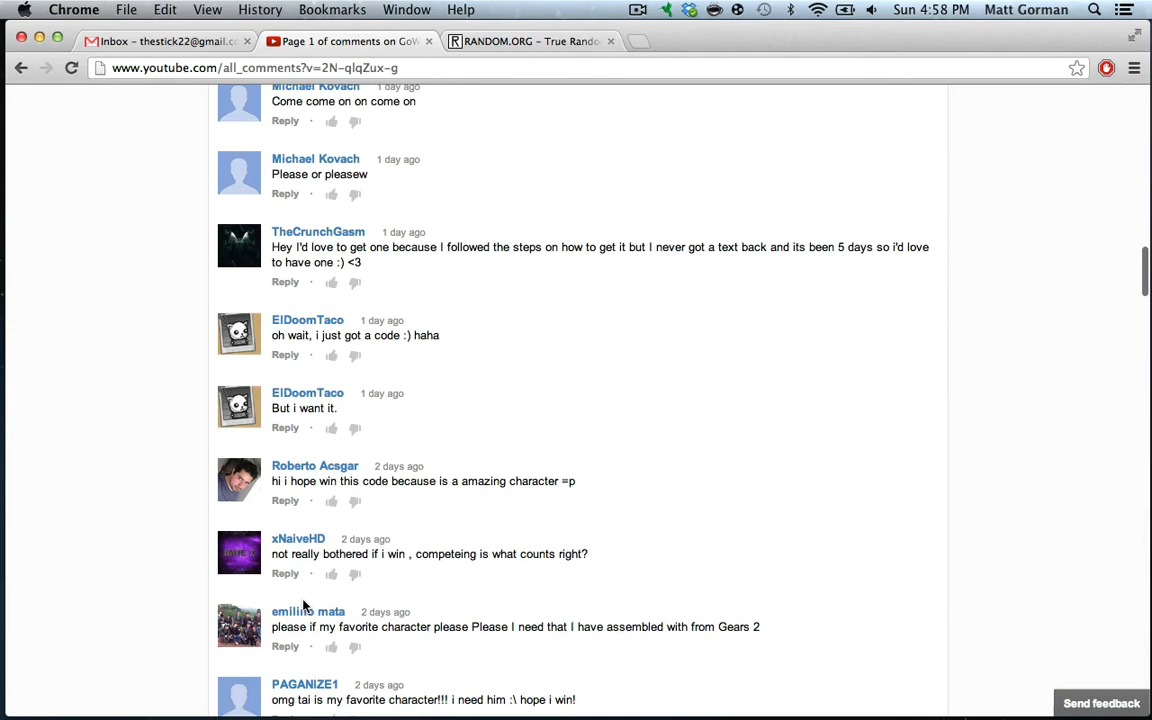 Chrome File Edit View History Bookmarks Window Help Sun 4:58 PM Matt Gorman
Inbox - thestick22@gmail.c
Page 1 of comments on GoW
RANDOM.ORG - True Rando
www.youtube.com/all_comments?v=2N-qlqZux-g
Michael Kovach 1 day ago
Come come on on come on
Reply ·
Michael Kovach 1 day ago
Please or pleasew
Reply ·
TheCrunchGasm 1 day ago
Hey I'd love to get one because I followed the steps on how to get it but I never got a text back and its been 5 days so i'd love
to have one :) <3
Reply ·
ElDoomTaco 1 day ago
oh wait, i just got a code :) haha
Reply ·
ElDoomTaco 1 day ago
But i want it.
Reply ·
Roberto Acsgar 2 days ago
hi i hope win this code because is a amazing character =p
Reply ·
xNaiveHD 2 days ago
not really bothered if i win , competeing is what counts right?
Reply ·
emilino mata 2 days ago
please if my favorite character please Please I need that I have assembled with from Gears 2
Reply ·
PAGANIZE1 2 days ago
omg tai is my favorite character!!! i need him :\ hope i win!
Send feedback